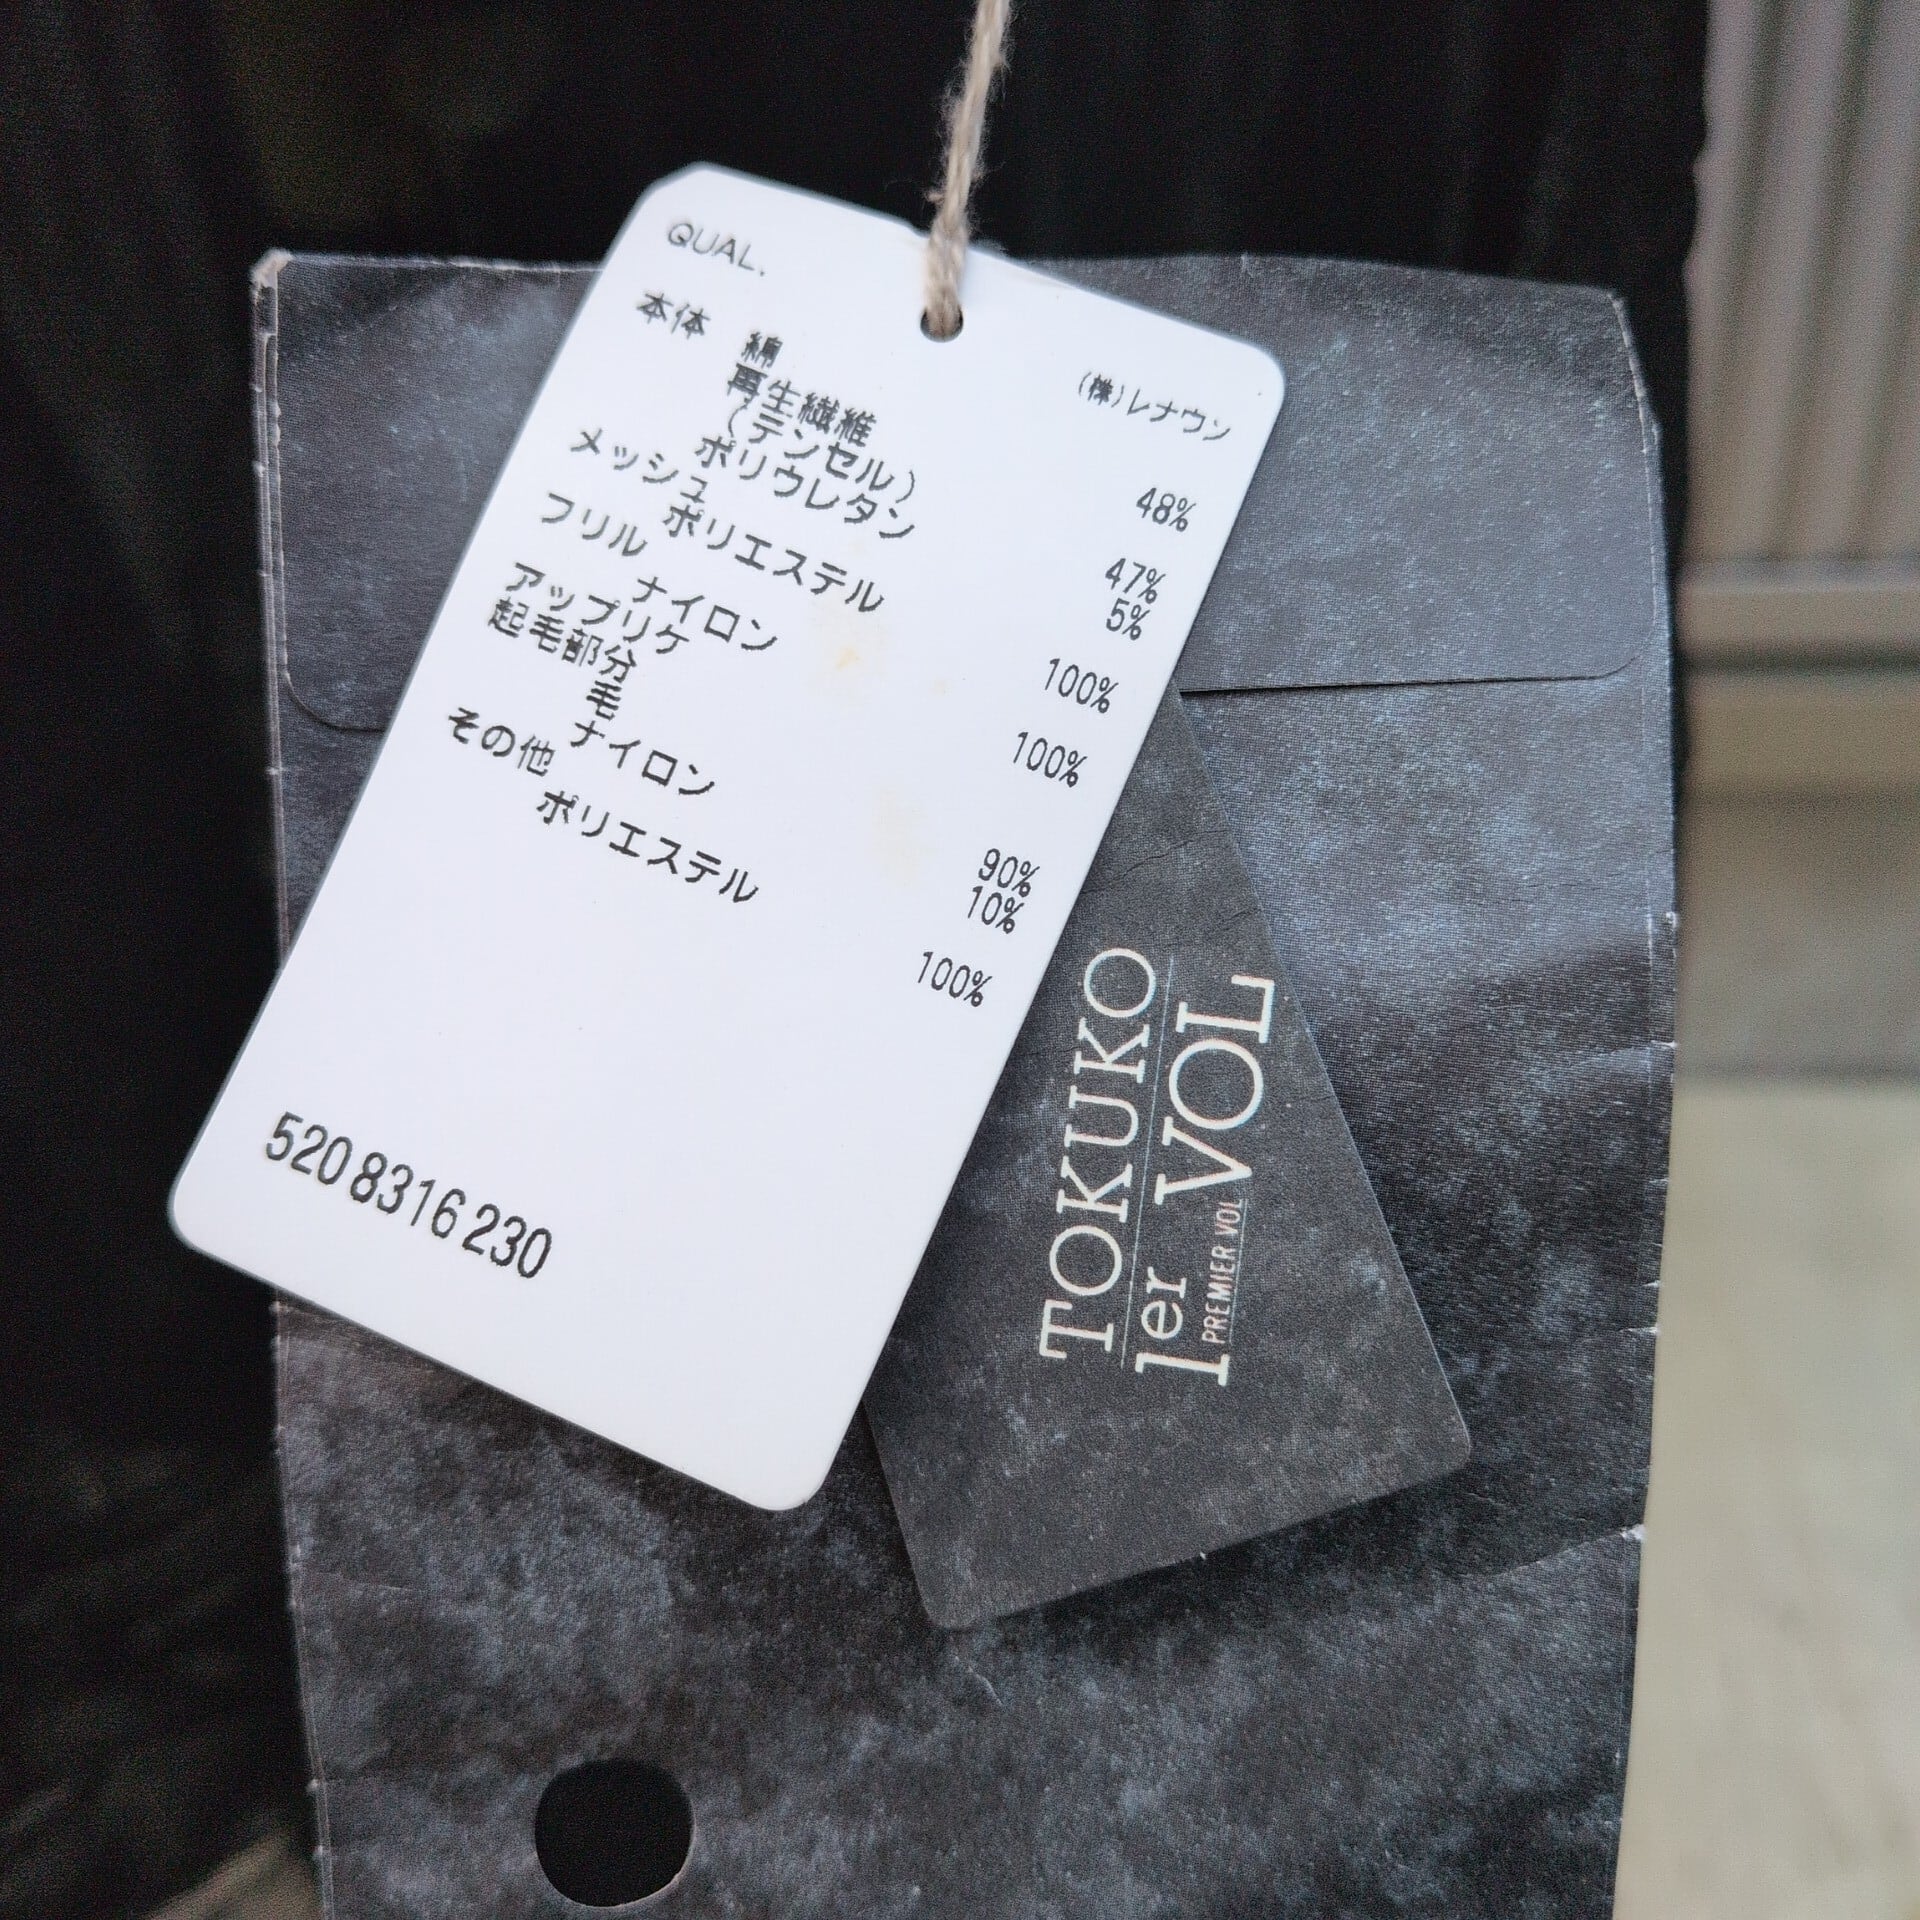 QUAL.
(株)レナウン
本体
綿 48%
再生繊維
(テンセル) 47%
ポリウレタン 5%
メッシュ
ポリエステル 100%
フリル
ナイロン 100%
アップリケ
起毛部分
毛 90%
ナイロン 10%
その他
ポリエステル 100%
520 8316 230
TOKUKO
1er VOL
PREMIER VOL